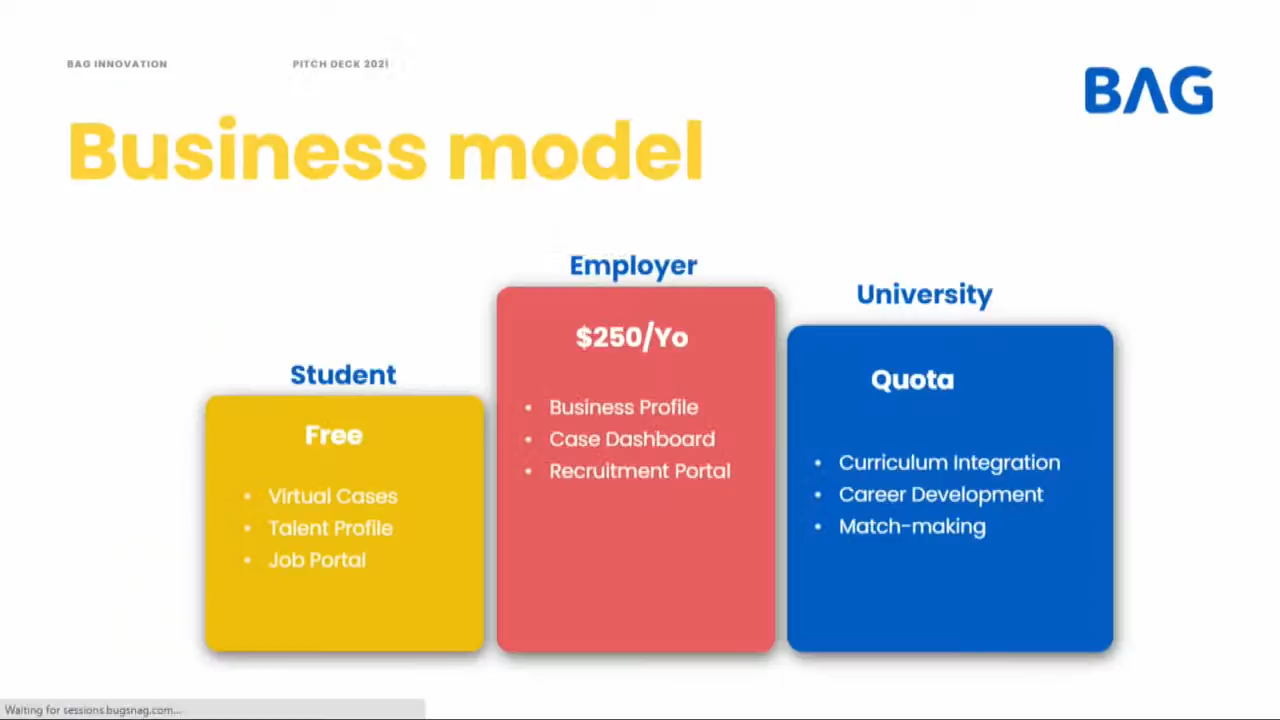 BAG INNOVATION
PITCH DECK 2021
BAG
Business model
Student
Free
• Virtual Cases
• Talent Profile
• Job Portal
Employer
$250/Yo
• Business Profile
• Case Dashboard
• Recruitment Portal
University
Quota
• Curriculum Integration
• Career Development
• Match-making
Waiting for sessions.bugsnag.com...